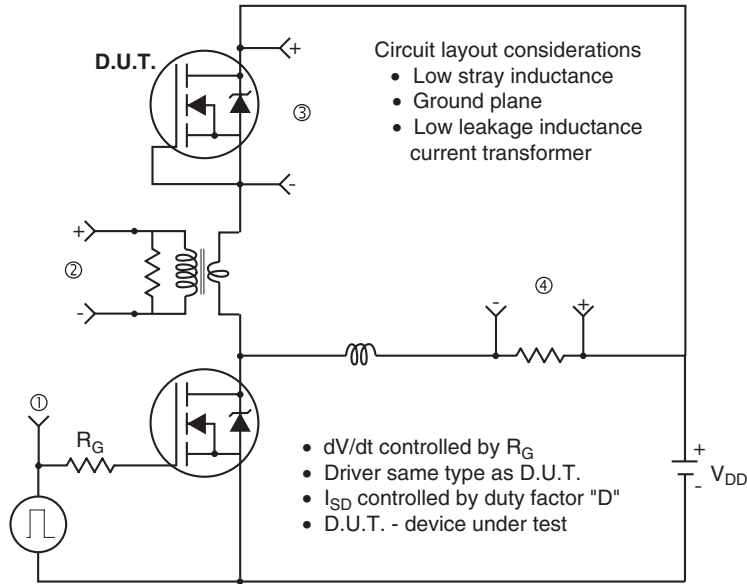 D.U.T.
+
③
-
Circuit layout considerations
• Low stray inductance
• Ground plane
• Low leakage inductance
current transformer
+
②
-
④
- +
①
R_G
• dV/dt controlled by R_G
• Driver same type as D.U.T.
• I_SD controlled by duty factor "D"
• D.U.T. - device under test
+
V_DD
-